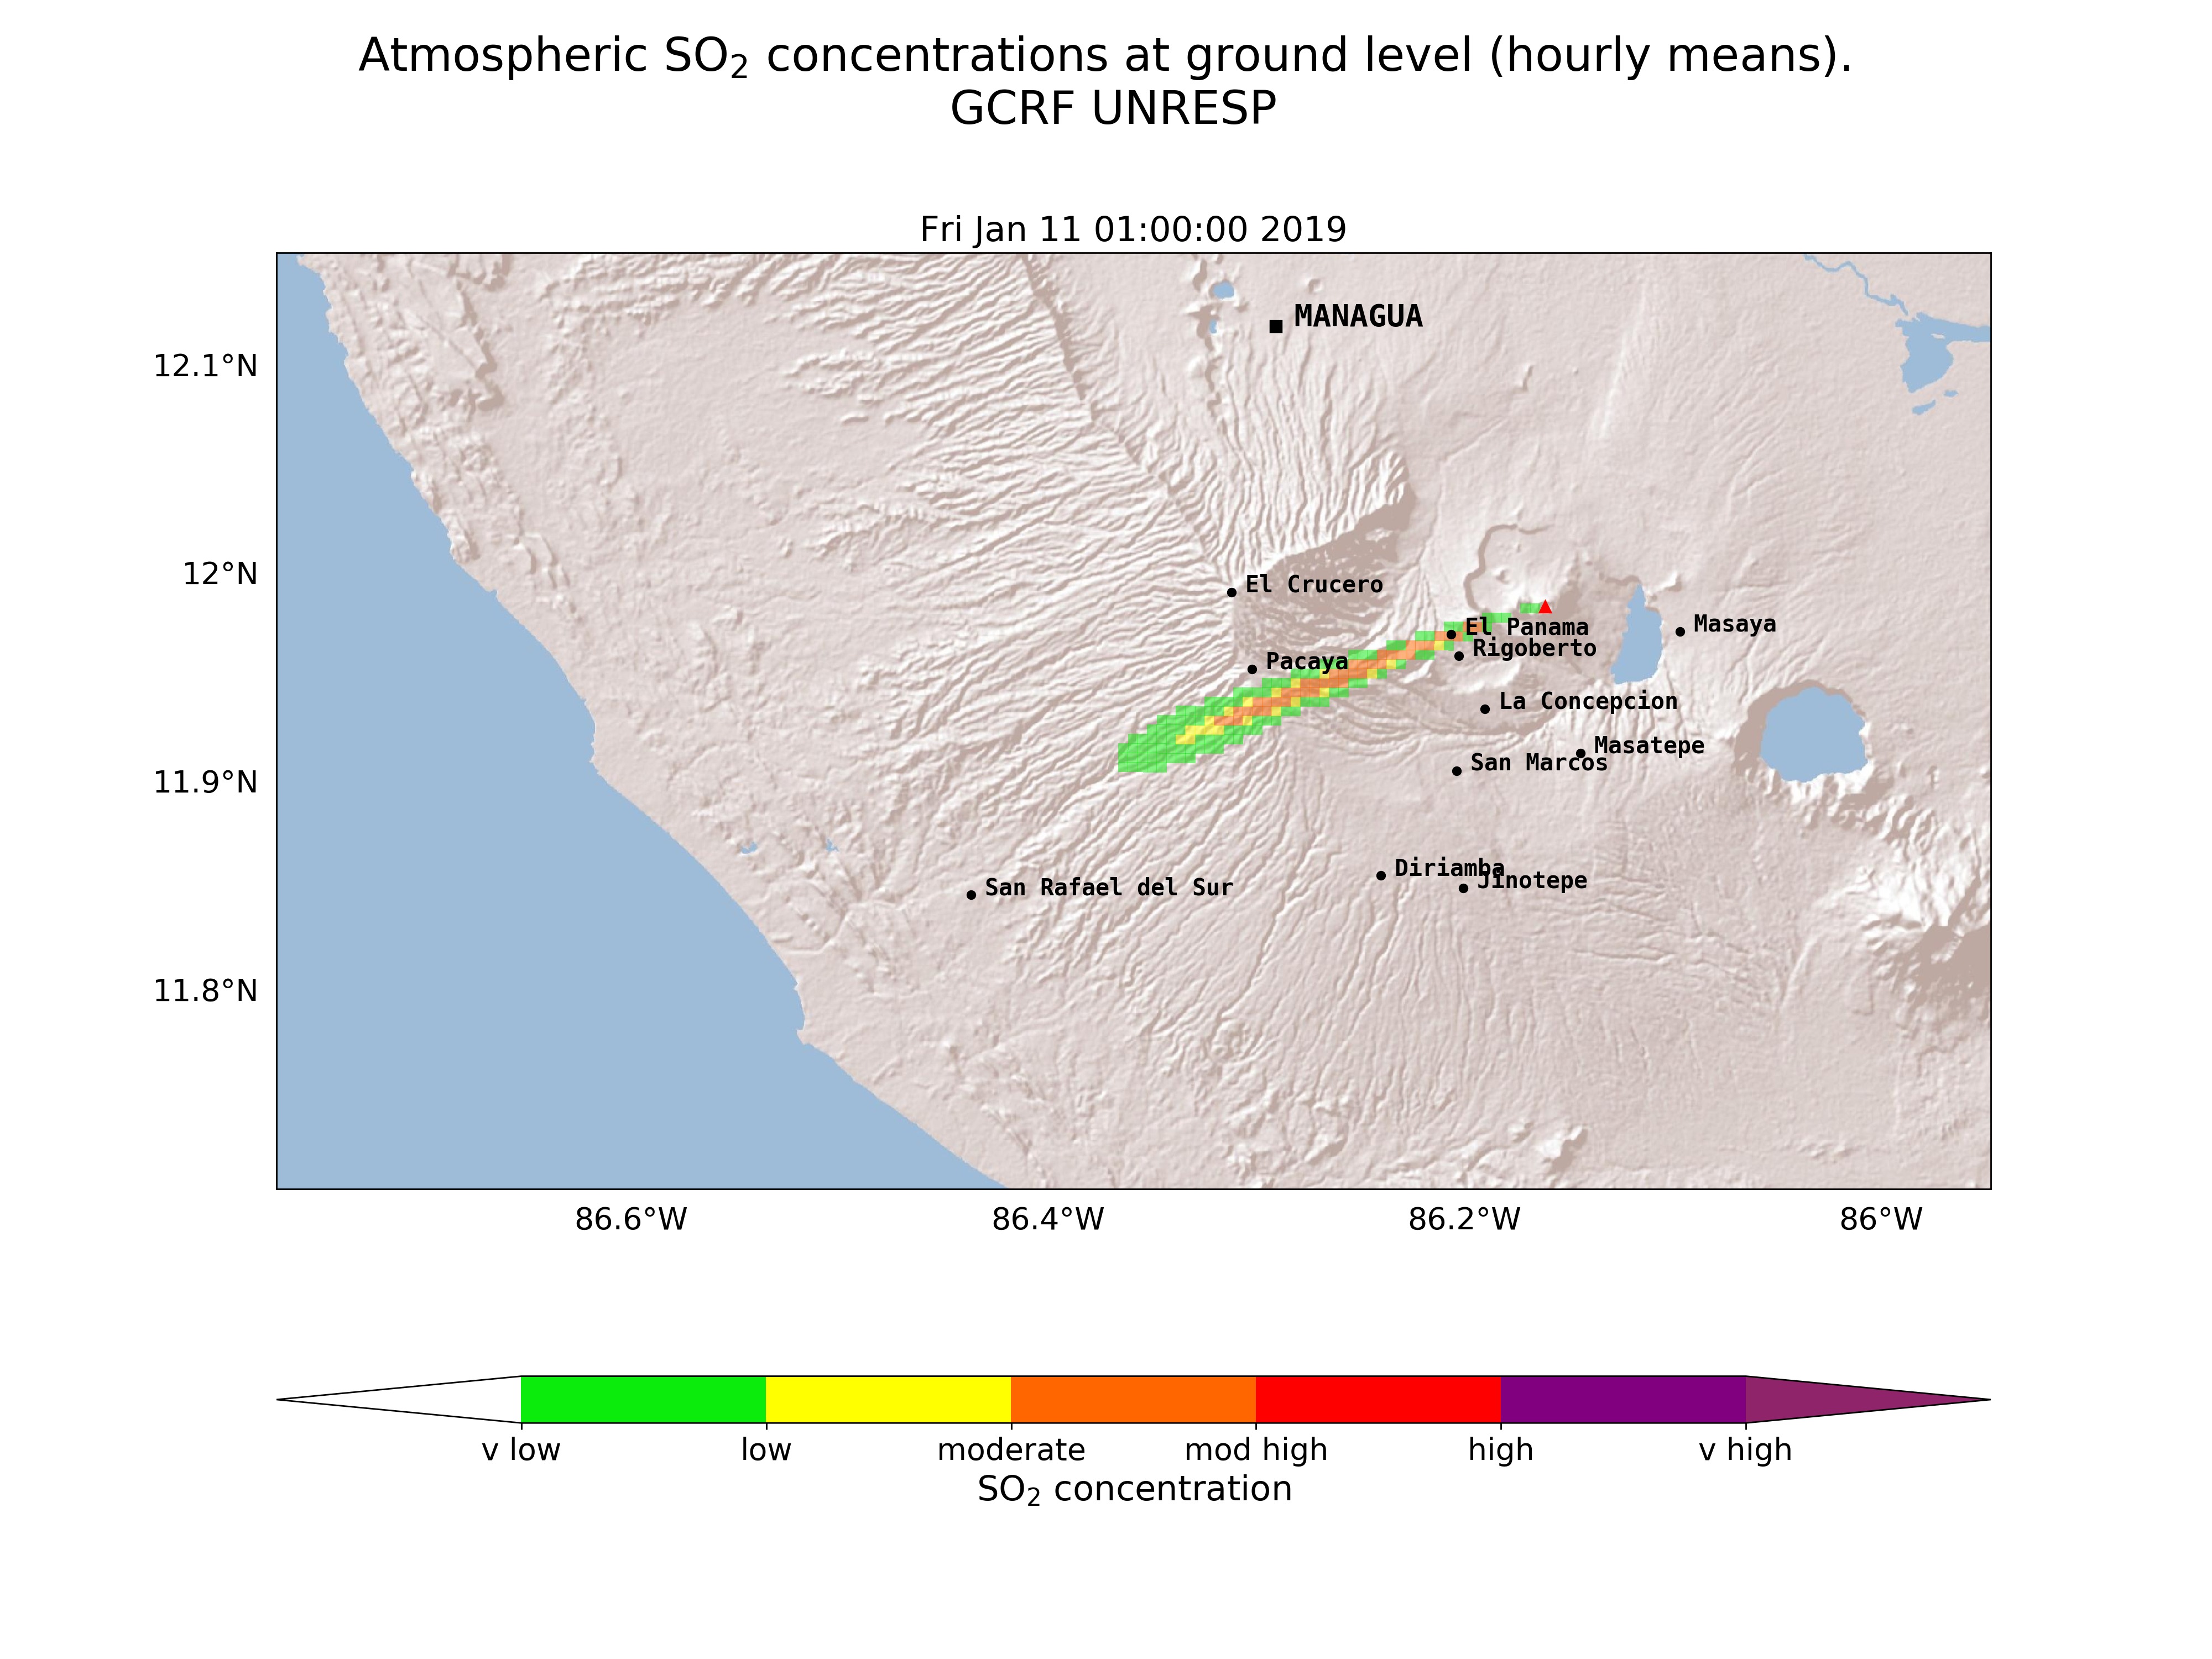 Atmospheric SO₂ concentrations at ground level (hourly means).
GCRF UNRESP
Fri Jan 11 01:00:00 2019
MANAGUA
12.1°N
12°N
El Crucero
El Panama
Masaya
Rigoberto
Pacaya
La Concepcion
Masatepe
San Marcos
11.9°N
Diriamba
Jinotepe
San Rafael del Sur
11.8°N
86.6°W 86.4°W 86.2°W 86°W
v low low moderate mod high high v high
SO₂ concentration